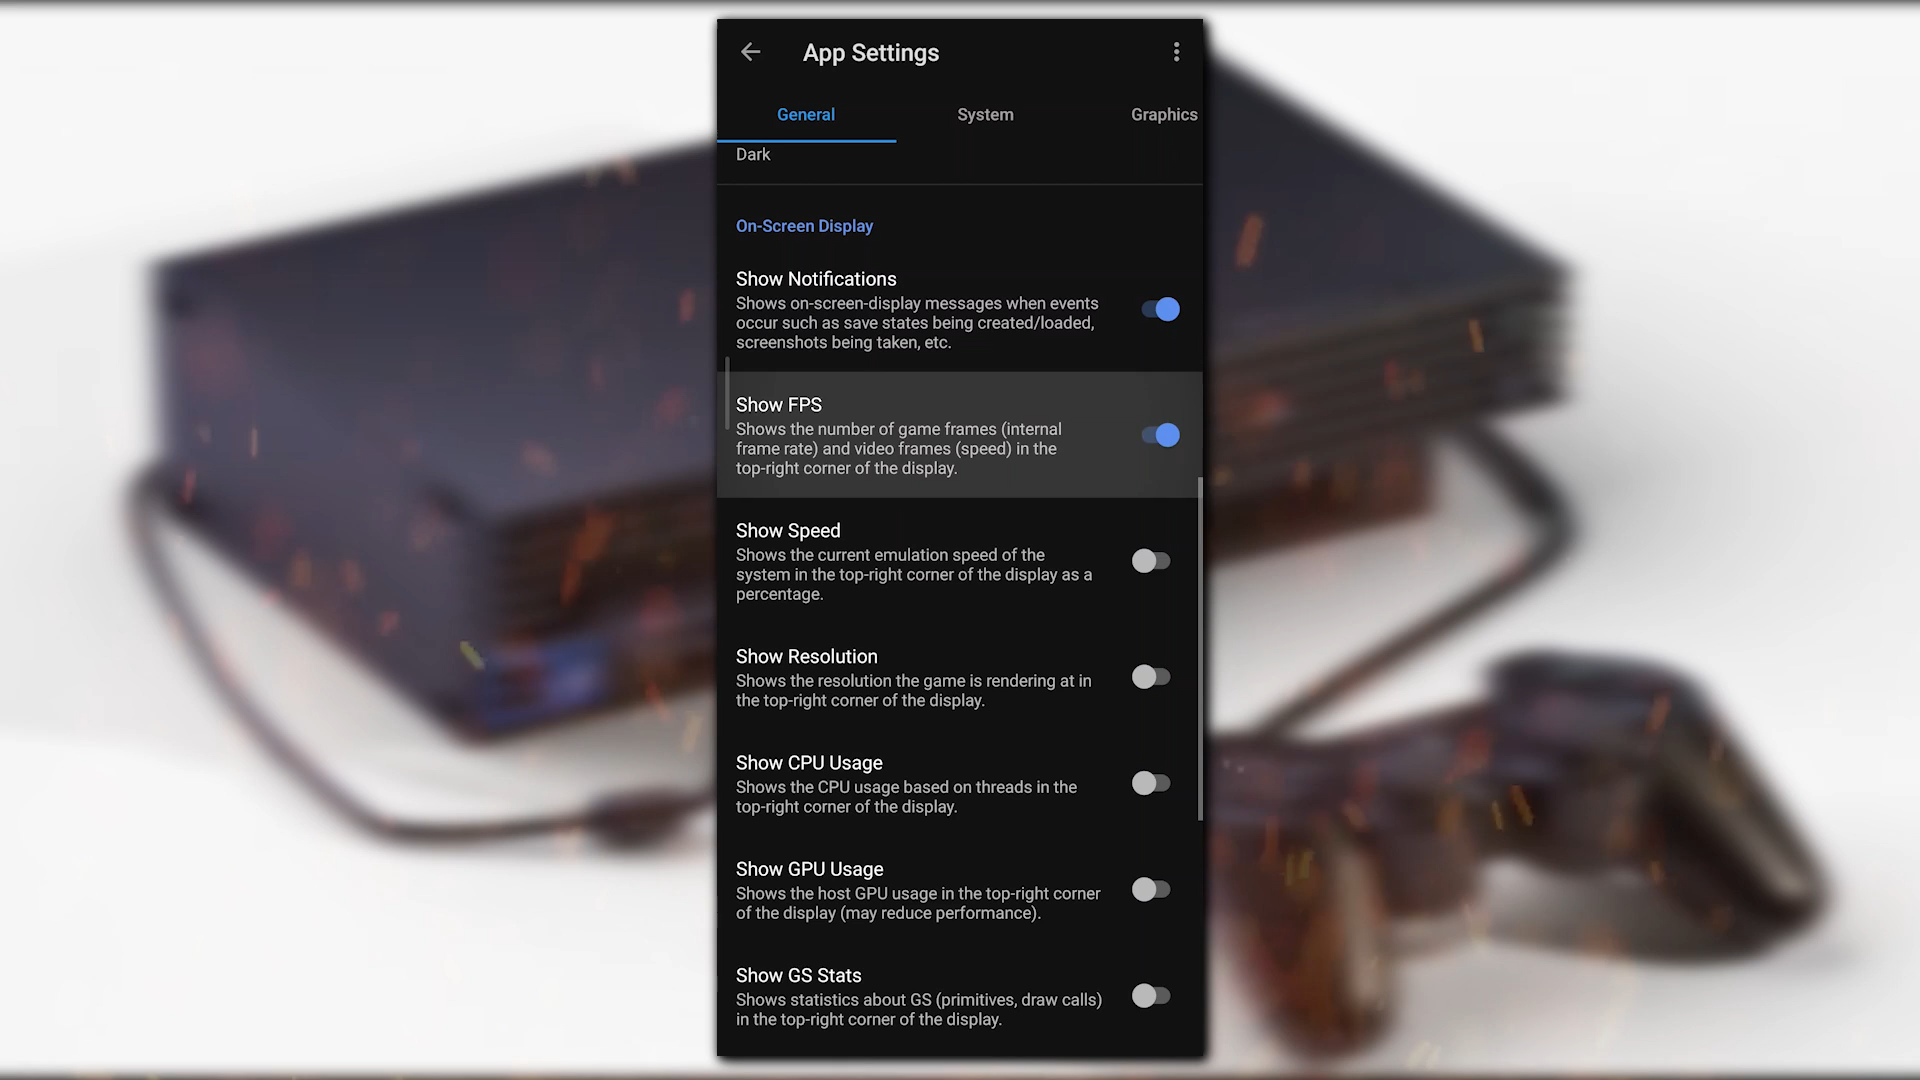 App Settings
General
System
Graphics
Dark
On-Screen Display
Show Notifications
Shows on-screen-display messages when events
occur such as save states being created/loaded,
screenshots being taken, etc.
Show FPS
Shows the number of game frames (internal
frame rate) and video frames (speed) in the
top-right corner of the display.
Show Speed
Shows the current emulation speed of the
system in the top-right corner of the display as a
percentage.
Show Resolution
Shows the resolution the game is rendering at in
the top-right corner of the display.
Show CPU Usage
Shows the CPU usage based on threads in the
top-right corner of the display.
Show GPU Usage
Shows the host GPU usage in the top-right corner
of the display (may reduce performance).
Show GS Stats
Shows statistics about GS (primitives, draw calls)
in the top-right corner of the display.